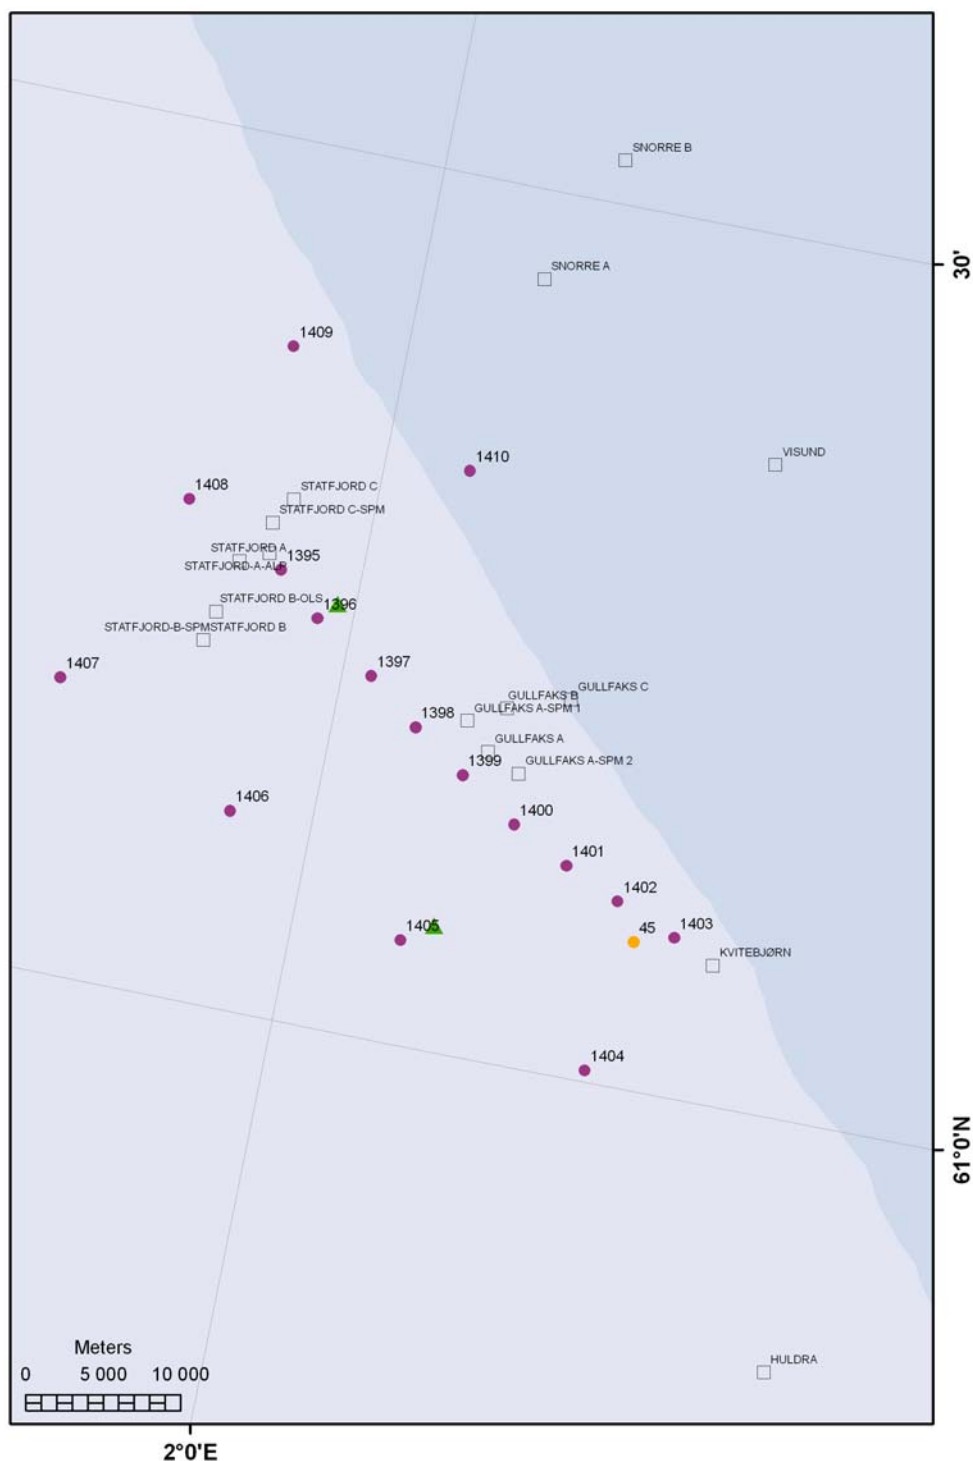 SNORRE B
30'
SNORRE A
1409
VISUND
1410
1408
STATFJORD C
STATFJORD C-SPM
STATFJORD A
1395
STATFJORD-A-ALP
STATFJORD B-OLS
1396
STATFJORD-B-SPMSTATFJORD B
1407
1397
GULLFAKS C
GULLFAKS B
GULLFAKS A-SPM 1
1398
GULLFAKS A
1399
GULLFAKS A-SPM 2
1406
1400
1401
1402
1405
45
1403
KVITEBJØRN
1404
61°0'N
Meters
0 5 000 10 000
HULDRA
2°0'E